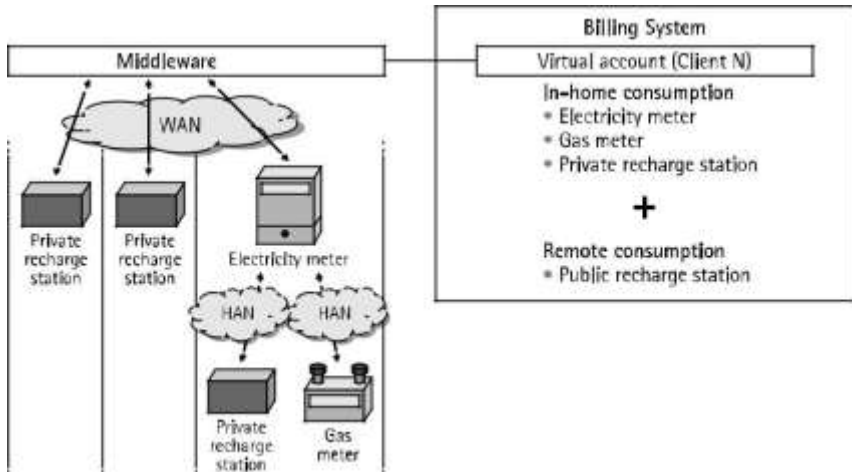 Billing System
Middleware
Virtual account (Client N)
In-home consumption
• Electricity meter
• Gas meter
• Private recharge station
+
Remote consumption
• Public recharge station
WAN
Private
recharge
station
Private
recharge
station
Electricity meter
HAN
HAN
Private
recharge
station
Gas
meter